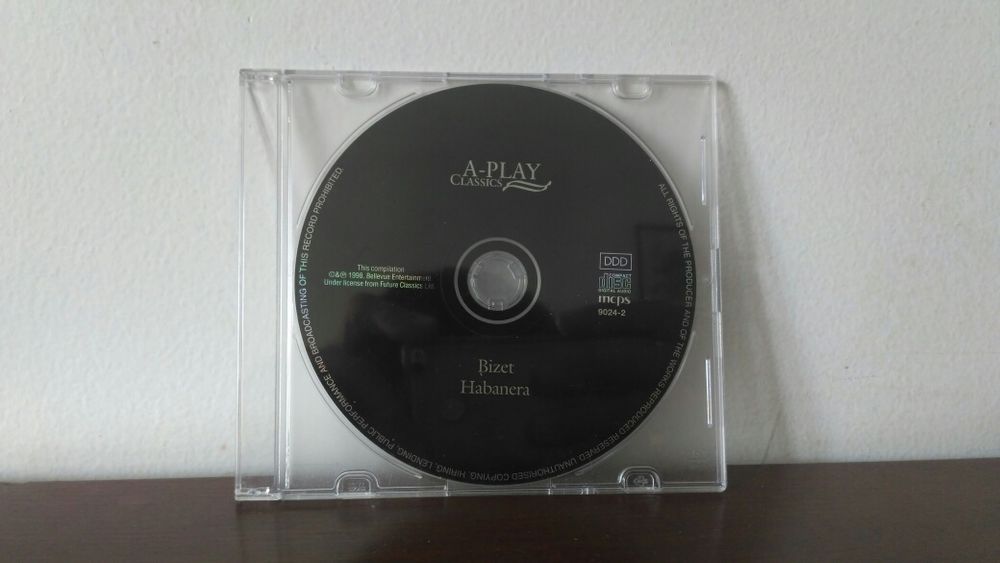 A-PLAY
CLASSICS
This compilation
©&℗ 1998. Bellevue Entertainment
Under license from Future Classics Ltd.
DDD
COMPACT
DISC
DIGITAL AUDIO
mcps
9024-2
Bizet
Habanera
ALL RIGHTS OF THE PRODUCER AND OF THE WORKS REPRODUCED RESERVED. UNAUTHORISED COPYING, HIRING, LENDING, PUBLIC PERFORMANCE AND BROADCASTING OF THIS RECORD PROHIBITED.